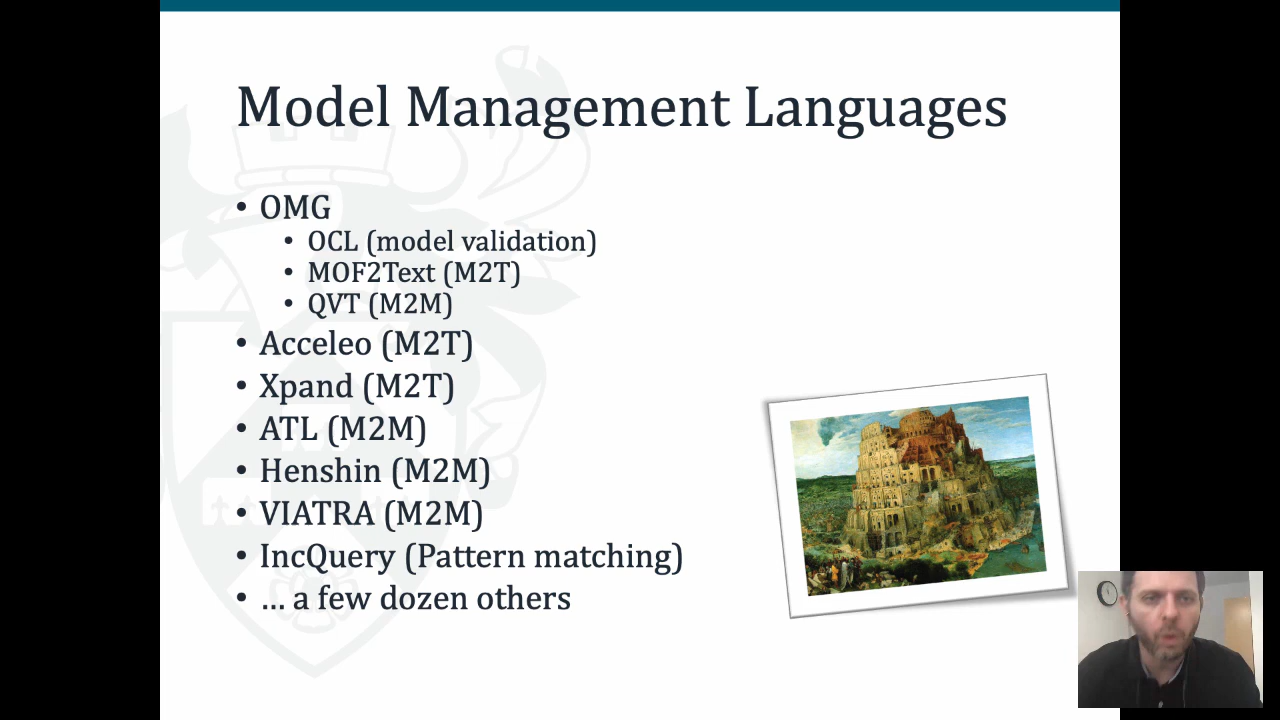 Model Management Languages
• OMG
• OCL (model validation)
• MOF2Text (M2T)
• QVT (M2M)
• Acceleo (M2T)
• Xpand (M2T)
• ATL (M2M)
• Henshin (M2M)
• VIATRA (M2M)
• IncQuery (Pattern matching)
• ... a few dozen others